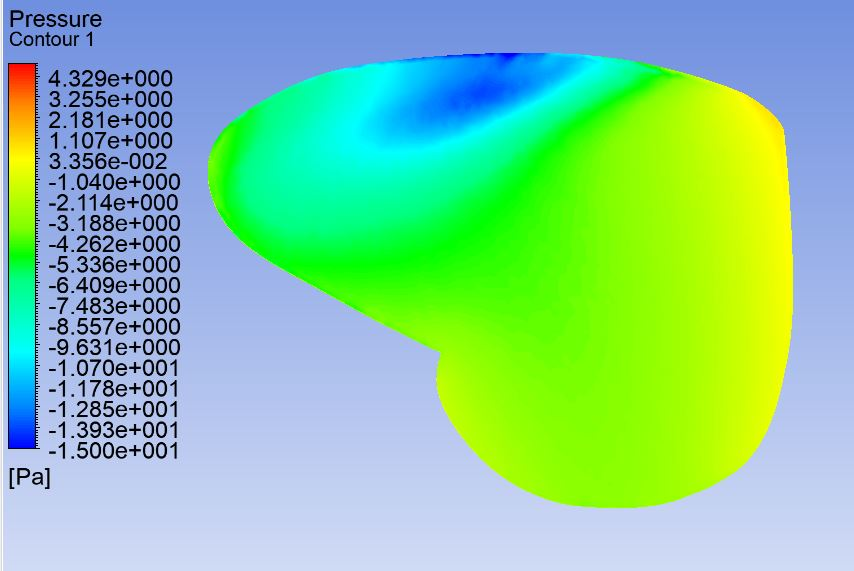 Pressure
Contour 1
4.329e+000
3.255e+000
2.181e+000
1.107e+000
3.356e-002
-1.040e+000
-2.114e+000
-3.188e+000
-4.262e+000
-5.336e+000
-6.409e+000
-7.483e+000
-8.557e+000
-9.631e+000
-1.070e+001
-1.178e+001
-1.285e+001
-1.393e+001
-1.500e+001
[Pa]